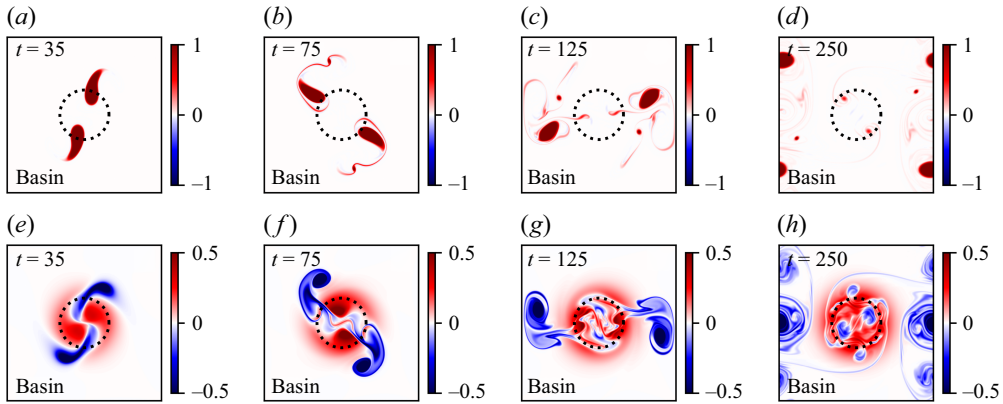 (a)
(b)
(c)
(d)
t = 35
1
0
−1
Basin
t = 75
1
0
−1
Basin
t = 125
1
0
−1
Basin
t = 250
1
0
−1
Basin
(e)
(f)
(g)
(h)
t = 35
0.5
0
−0.5
Basin
t = 75
0.5
0
−0.5
Basin
t = 125
0.5
0
−0.5
Basin
t = 250
0.5
0
−0.5
Basin